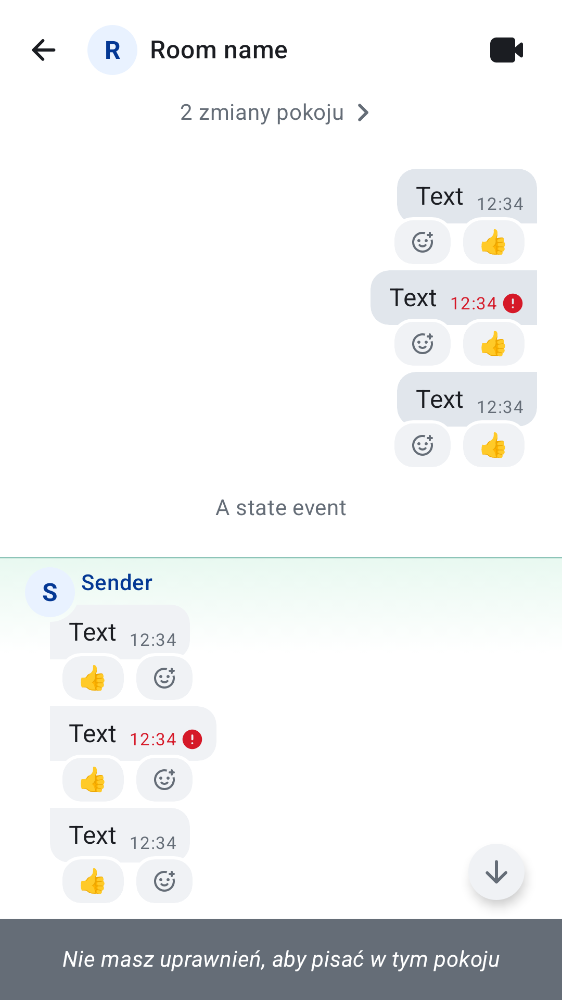 R Room name
2 zmiany pokoju
Text 12:34
👍
Text 12:34
👍
Text 12:34
👍
A state event
S Sender
Text 12:34
👍
Text 12:34
👍
Text 12:34
👍
Nie masz uprawnień, aby pisać w tym pokoju